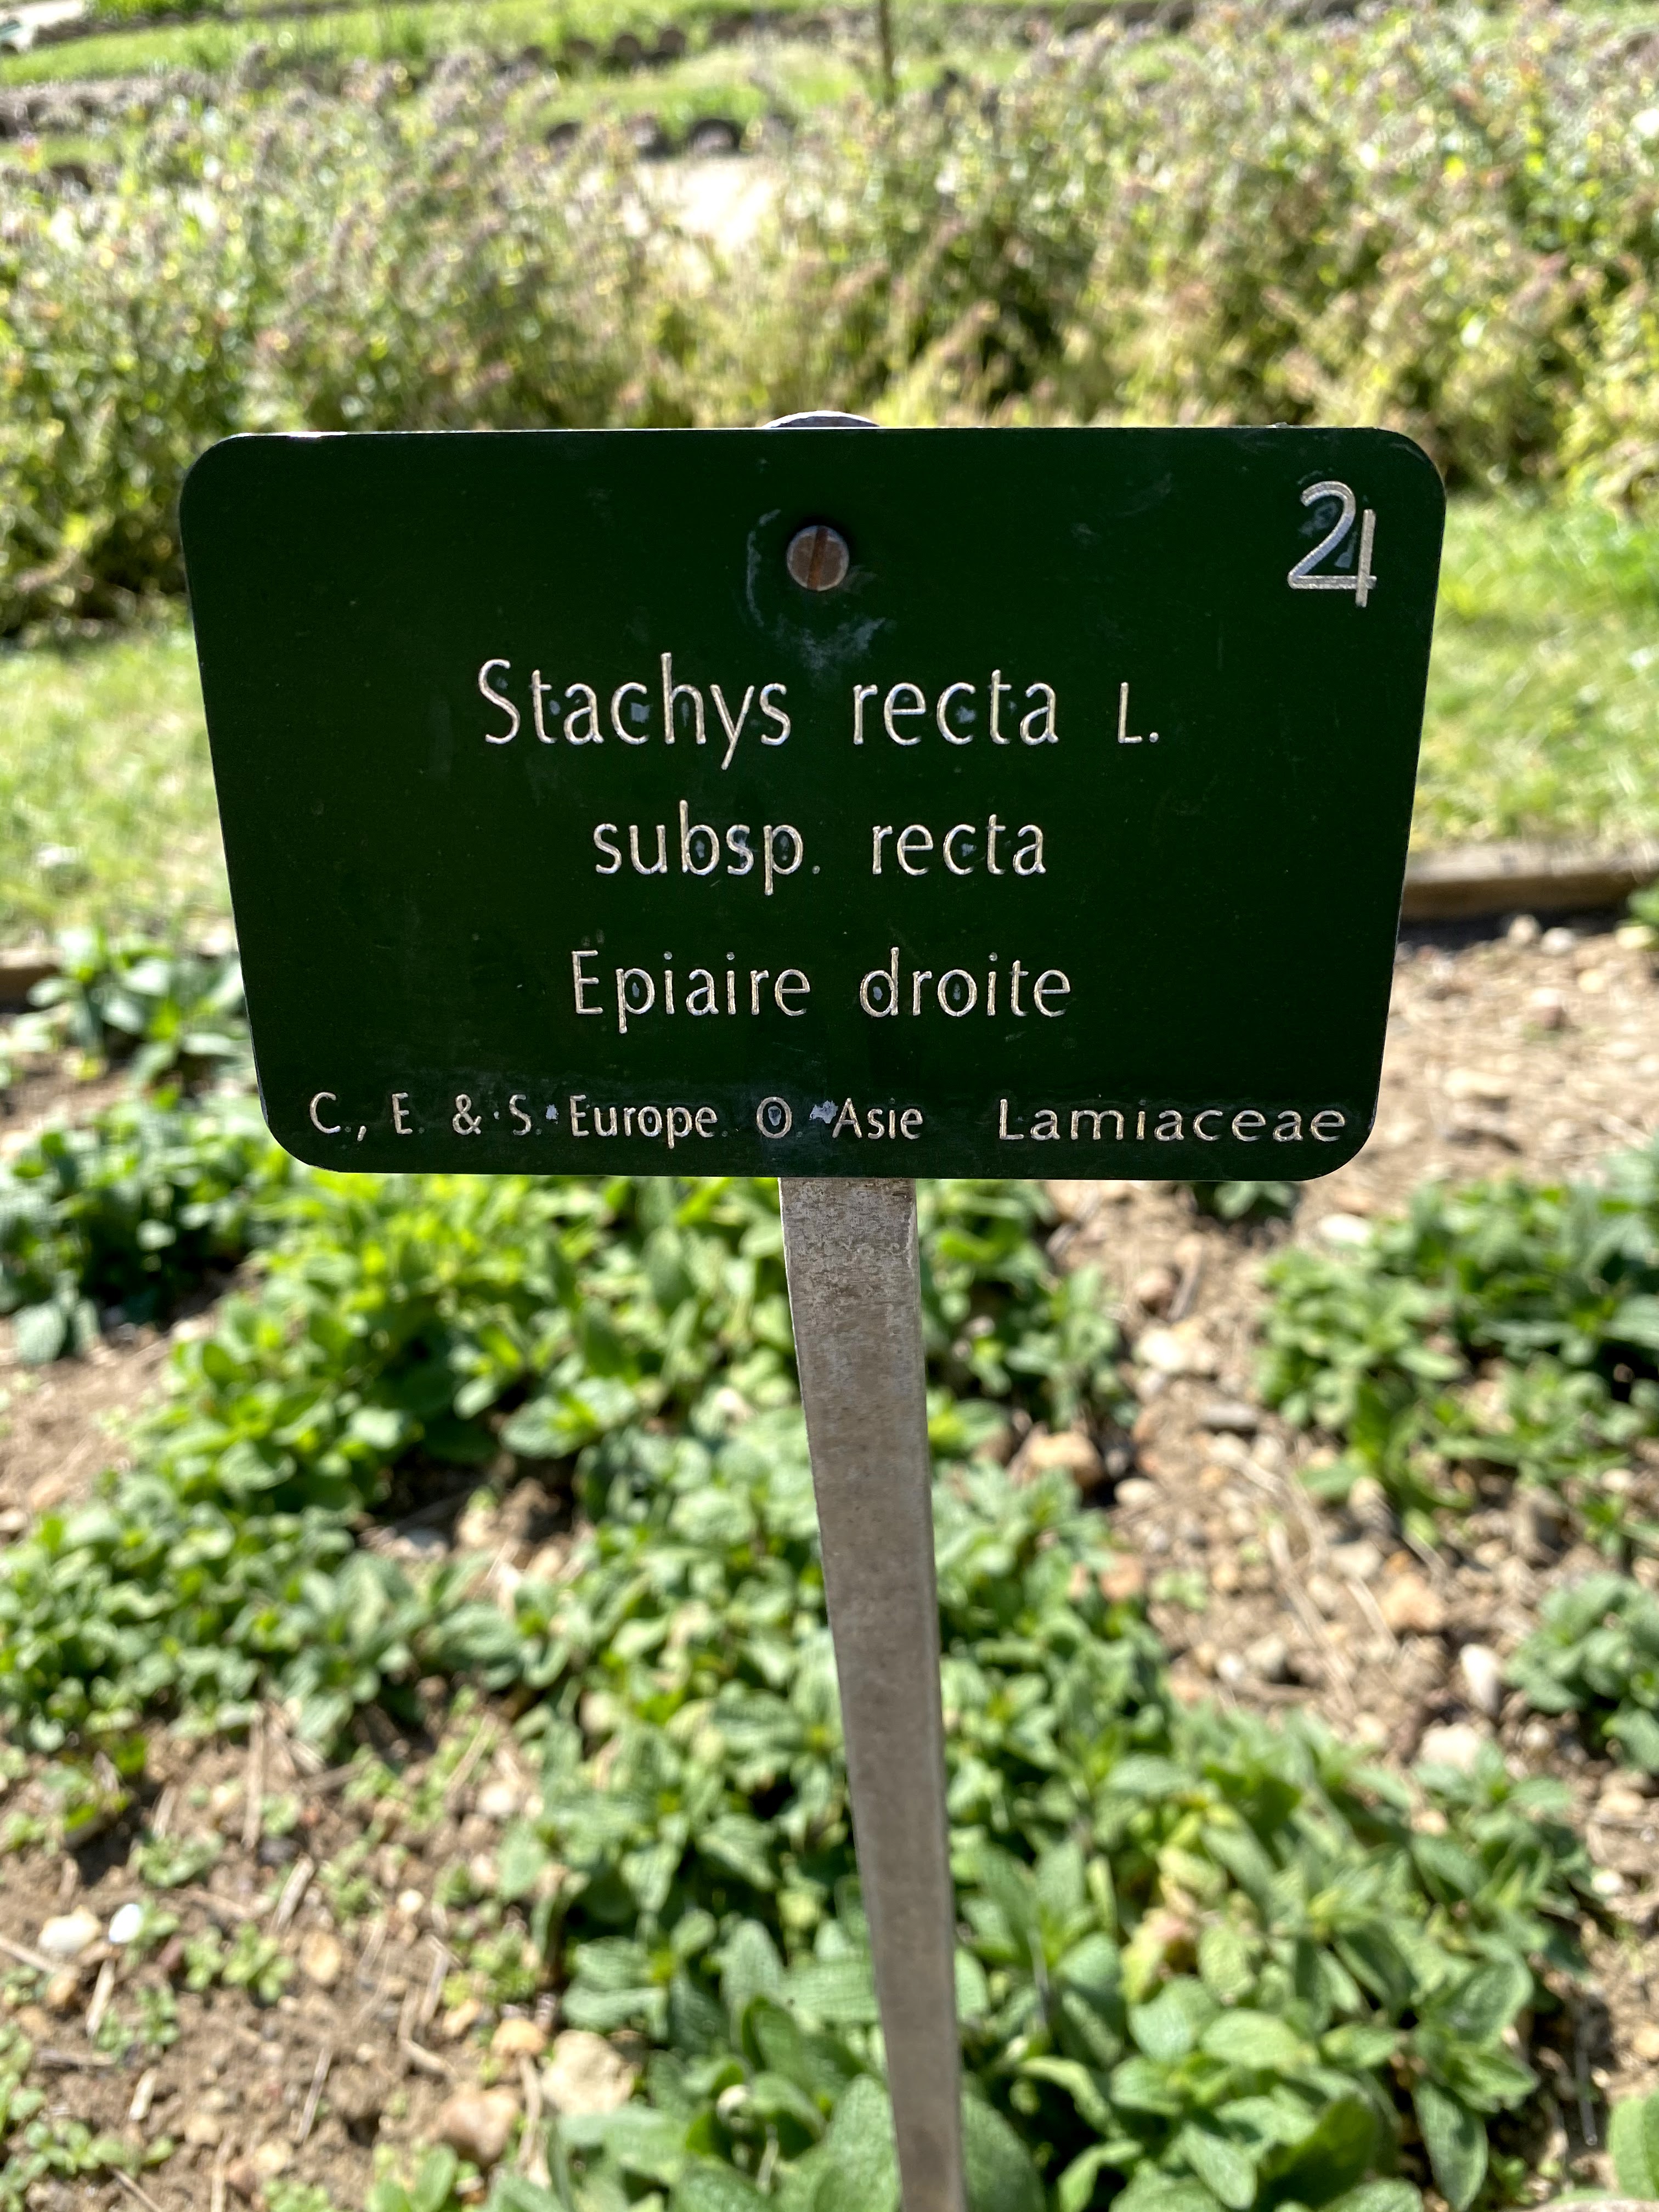 ♃
Stachys recta L.
subsp. recta
Epiaire droite
C., E. & S. Europe. O. Asie Lamiaceae